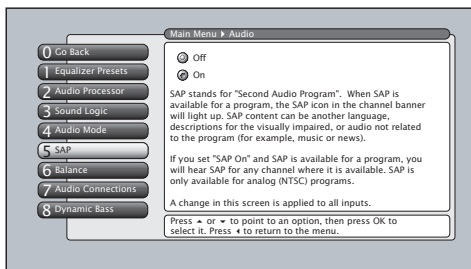 Main Menu ▸ Audio
0 Go Back
1 Equalizer Presets
2 Audio Processor
3 Sound Logic
4 Audio Mode
5 SAP
6 Balance
7 Audio Connections
8 Dynamic Bass
Off
On
SAP stands for "Second Audio Program". When SAP is
available for a program, the SAP icon in the channel banner
will light up. SAP content can be another language,
descriptions for the visually impaired, or audio not related
to the program (for example, music or news).
If you set "SAP On" and SAP is available for a program, you
will hear SAP for any channel where it is available. SAP is
only available for analog (NTSC) programs.
A change in this screen is applied to all inputs.
Press ▲ or ▼ to point to an option, then press OK to
select it. Press ◂ to return to the menu.